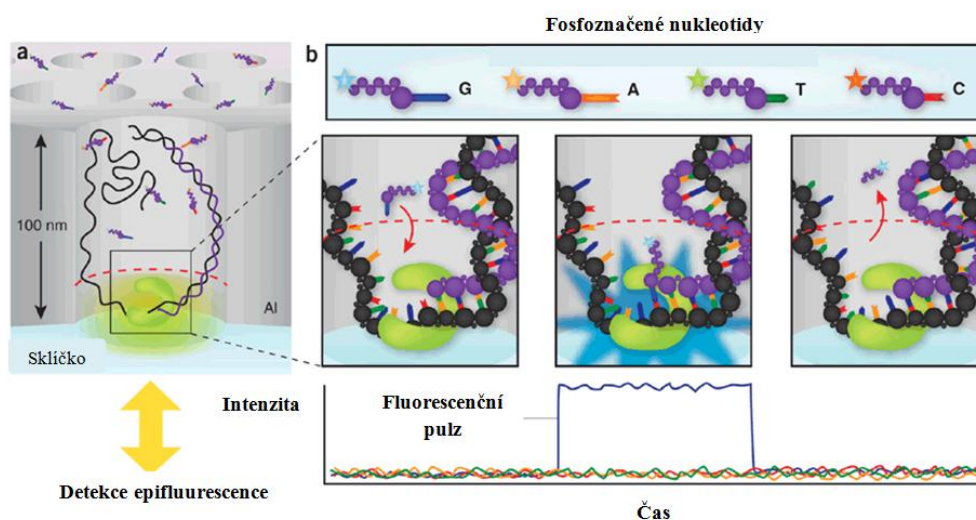 Fosfoznačené nukleotidy
a
b
G
A
T
C
100 nm
Al
Sklíčko
Intenzita
Fluorescenční
pulz
Detekce epifluurescence
Čas